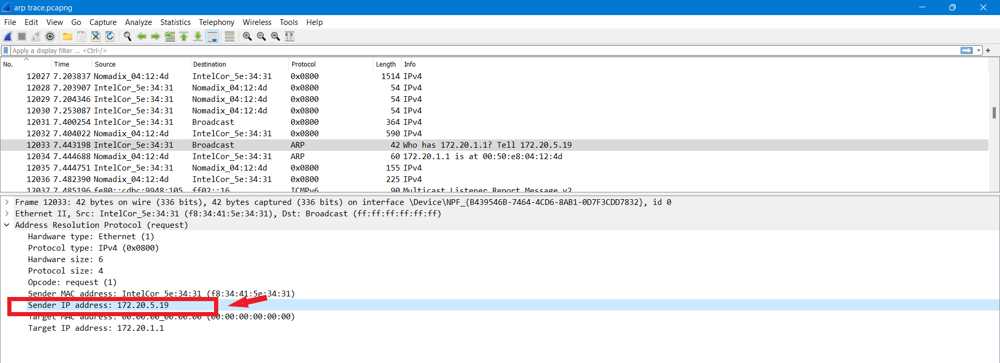 arp trace.pcapng
File Edit View Go Capture Analyze Statistics Telephony Wireless Tools Help
Apply a display filter ... <Ctrl-/>
No. Time Source Destination Protocol Length Info
12027 7.203837 Nomadix_04:12:4d IntelCor_5e:34:31 0x0800 1514 IPv4
12028 7.203907 IntelCor_5e:34:31 Nomadix_04:12:4d 0x0800 54 IPv4
12029 7.204346 IntelCor_5e:34:31 Nomadix_04:12:4d 0x0800 54 IPv4
12030 7.253087 IntelCor_5e:34:31 Nomadix_04:12:4d 0x0800 54 IPv4
12031 7.400254 IntelCor_5e:34:31 Broadcast 0x0800 364 IPv4
12032 7.404022 Nomadix_04:12:4d IntelCor_5e:34:31 0x0800 590 IPv4
12033 7.443198 IntelCor_5e:34:31 Broadcast ARP 42 Who has 172.20.1.1? Tell 172.20.5.19
12034 7.444688 Nomadix_04:12:4d IntelCor_5e:34:31 ARP 60 172.20.1.1 is at 00:50:e8:04:12:4d
12035 7.444751 IntelCor_5e:34:31 Nomadix_04:12:4d 0x0800 155 IPv4
12036 7.482390 Nomadix_04:12:4d IntelCor_5e:34:31 0x0800 225 IPv4
12037 7.485196 fe80::cdbc:9948:105… ff02::16 ICMPv6 90 Multicast Listener Report Message v2
Frame 12033: 42 bytes on wire (336 bits), 42 bytes captured (336 bits) on interface \Device\NPF_{B439546B-7464-4CD6-8AB1-0D7F3CDD7832}, id 0
Ethernet II, Src: IntelCor_5e:34:31 (f8:34:41:5e:34:31), Dst: Broadcast (ff:ff:ff:ff:ff:ff)
Address Resolution Protocol (request)
Hardware type: Ethernet (1)
Protocol type: IPv4 (0x0800)
Hardware size: 6
Protocol size: 4
Opcode: request (1)
Sender MAC address: IntelCor_5e:34:31 (f8:34:41:5e:34:31)
Sender IP address: 172.20.5.19
Target MAC address: 00:00:00_00:00:00 (00:00:00:00:00:00)
Target IP address: 172.20.1.1